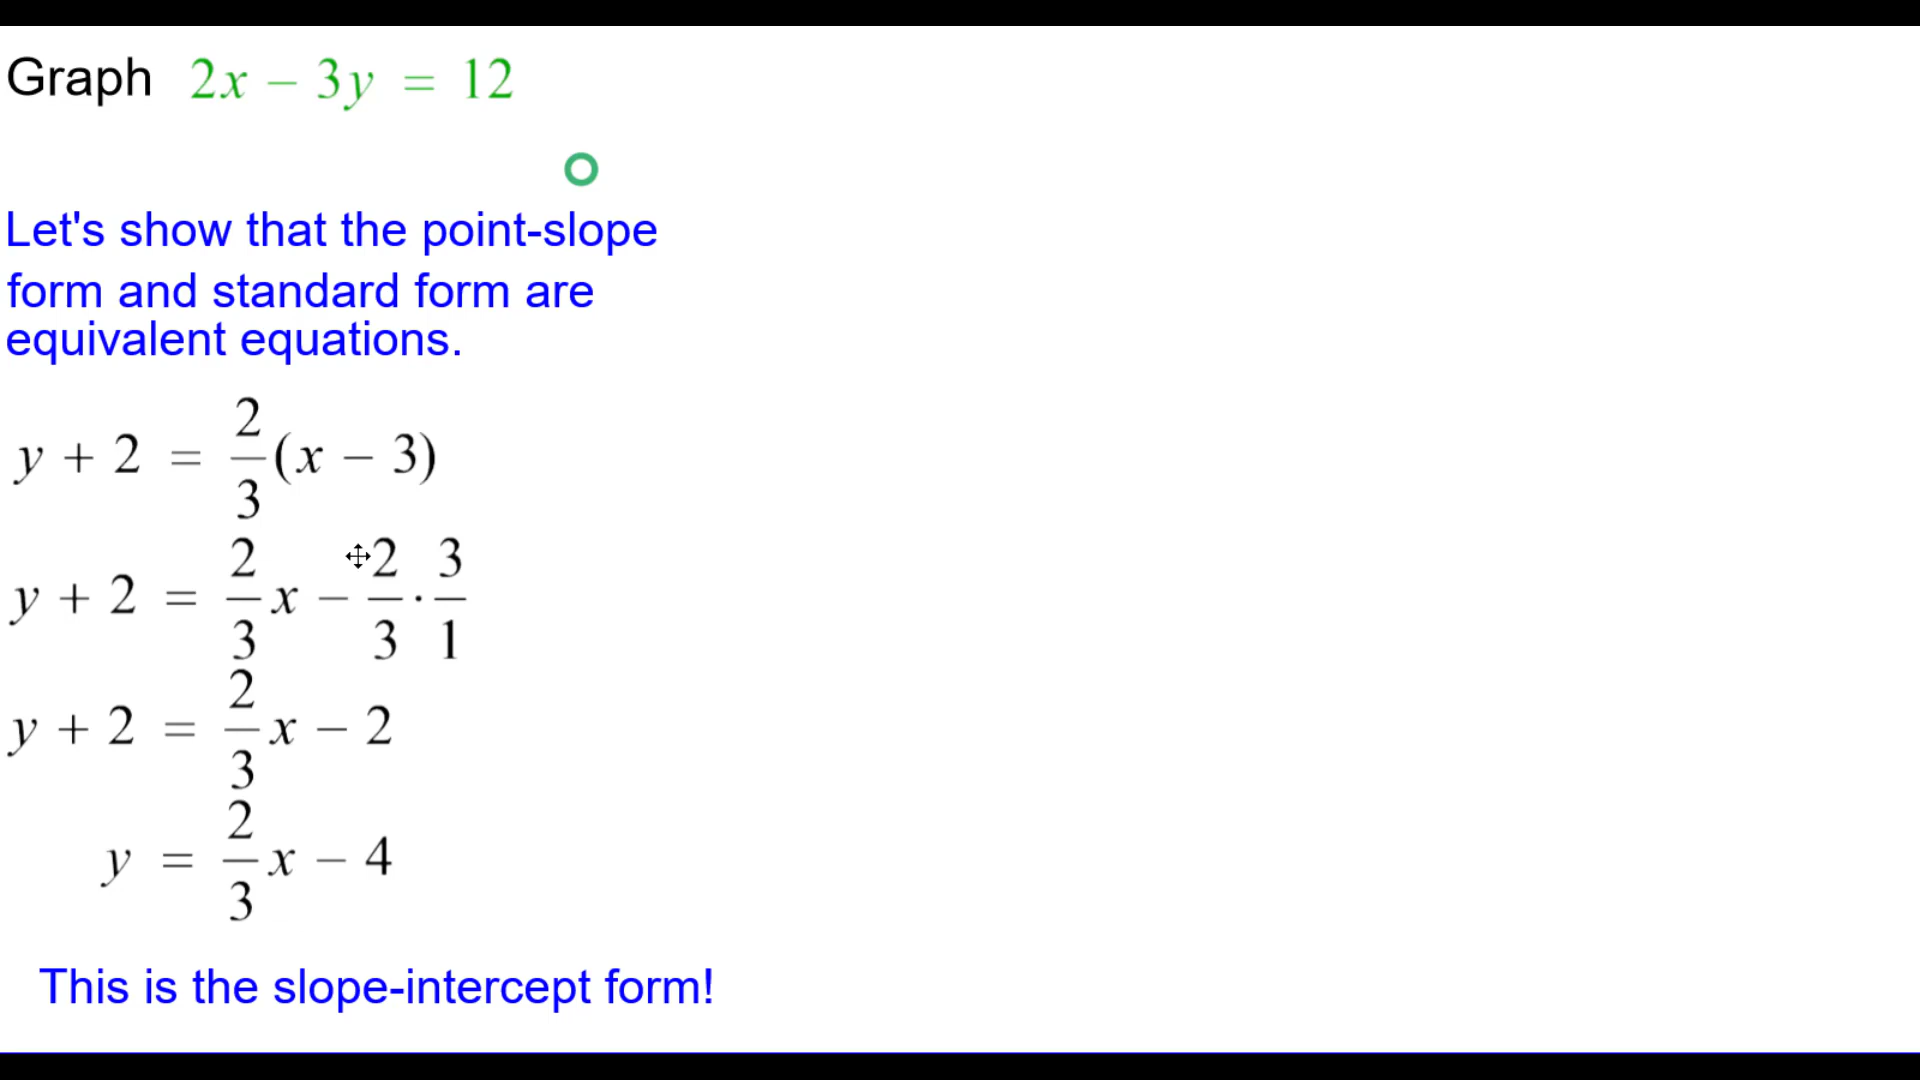 Graph 2x − 3y = 12
Let's show that the point-slope
form and standard form are
equivalent equations.
y + 2 = 2/3(x − 3)
y + 2 = 2/3x − 2/3 · 3/1
y + 2 = 2/3x − 2
y = 2/3x − 4
This is the slope-intercept form!